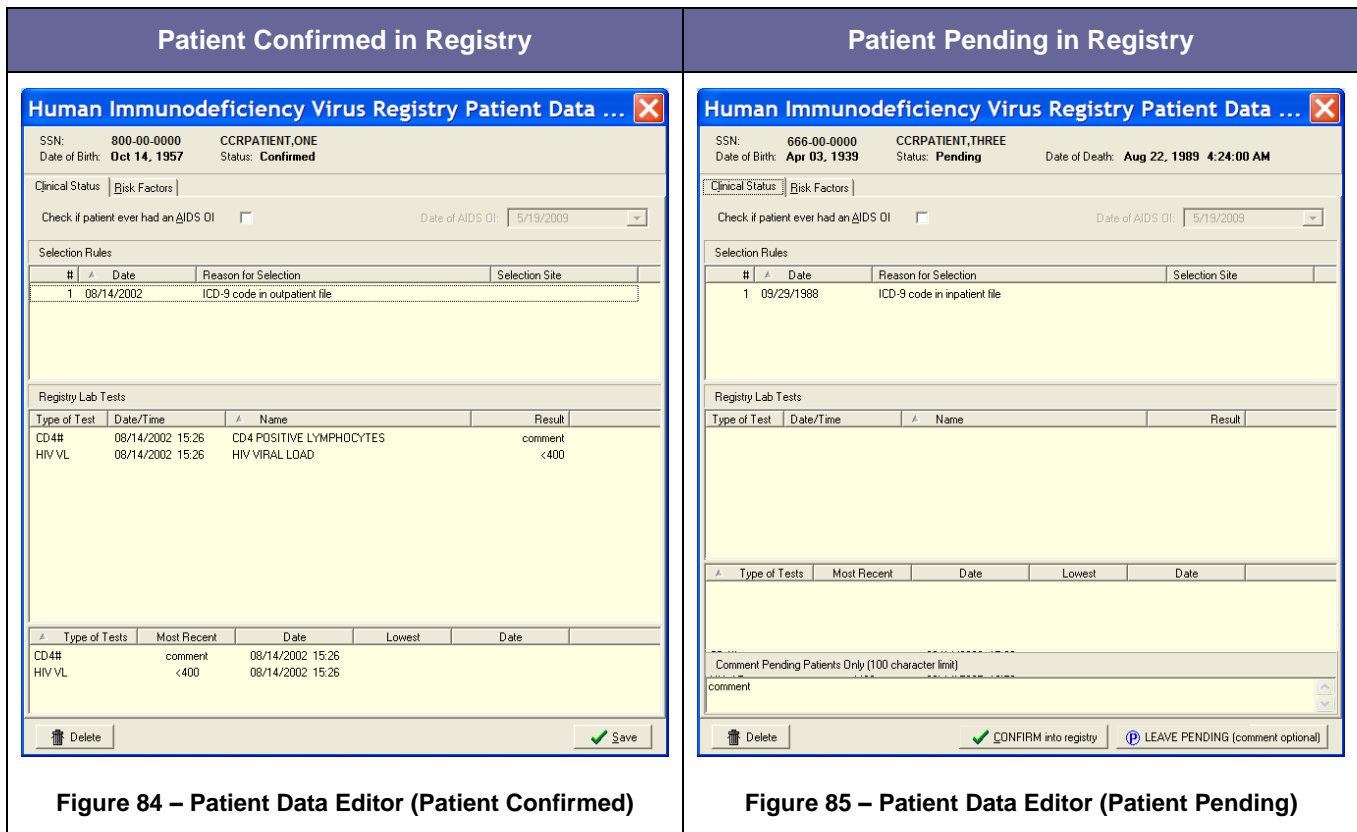 Patient Confirmed in Registry
Human Immunodeficiency Virus Registry Patient Data ...
SSN: 800-00-0000 CCRPATIENT,ONE
Date of Birth: Oct 14, 1957 Status: Confirmed
Clinical Status Risk Factors
Check if patient ever had an AIDS OI Date of AIDS OI: 5/19/2009
Selection Rules
# Date Reason for Selection Selection Site
1 08/14/2002 ICD-9 code in outpatient file
Registry Lab Tests
Type of Test Date/Time Name Result
CD4# 08/14/2002 15:26 CD4 POSITIVE LYMPHOCYTES comment
HIV VL 08/14/2002 15:26 HIV VIRAL LOAD <400
Type of Tests Most Recent Date Lowest Date
CD4# comment 08/14/2002 15:26
HIV VL <400 08/14/2002 15:26
Delete Save
Figure 84 – Patient Data Editor (Patient Confirmed)
Patient Pending in Registry
Human Immunodeficiency Virus Registry Patient Data ...
SSN: 666-00-0000 CCRPATIENT,THREE
Date of Birth: Apr 03, 1939 Status: Pending Date of Death: Aug 22, 1989 4:24:00 AM
Clinical Status Risk Factors
Check if patient ever had an AIDS OI Date of AIDS OI: 5/19/2009
Selection Rules
# Date Reason for Selection Selection Site
1 09/29/1988 ICD-9 code in inpatient file
Registry Lab Tests
Type of Test Date/Time Name Result
Type of Tests Most Recent Date Lowest Date
Comment Pending Patients Only (100 character limit)
comment
Delete CONFIRM into registry P LEAVE PENDING (comment optional)
Figure 85 – Patient Data Editor (Patient Pending)